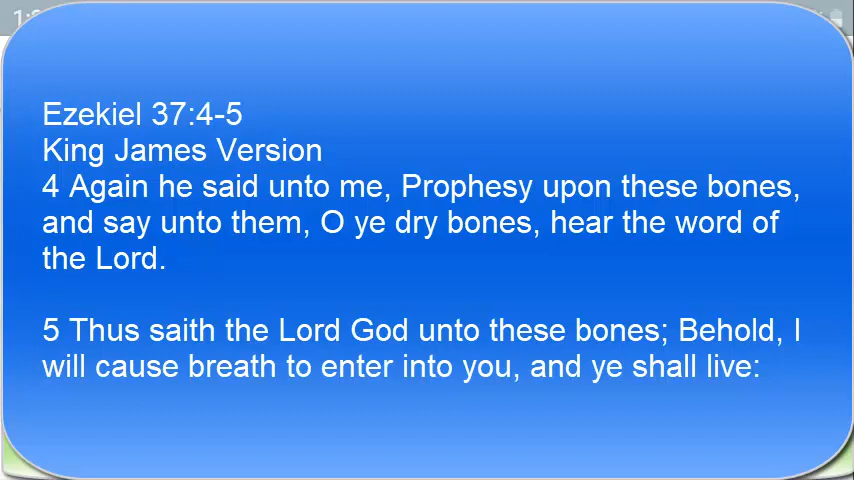 Ezekiel 37:4-5
King James Version
4 Again he said unto me, Prophesy upon these bones,
and say unto them, O ye dry bones, hear the word of
the Lord.
5 Thus saith the Lord God unto these bones; Behold, I
will cause breath to enter into you, and ye shall live: